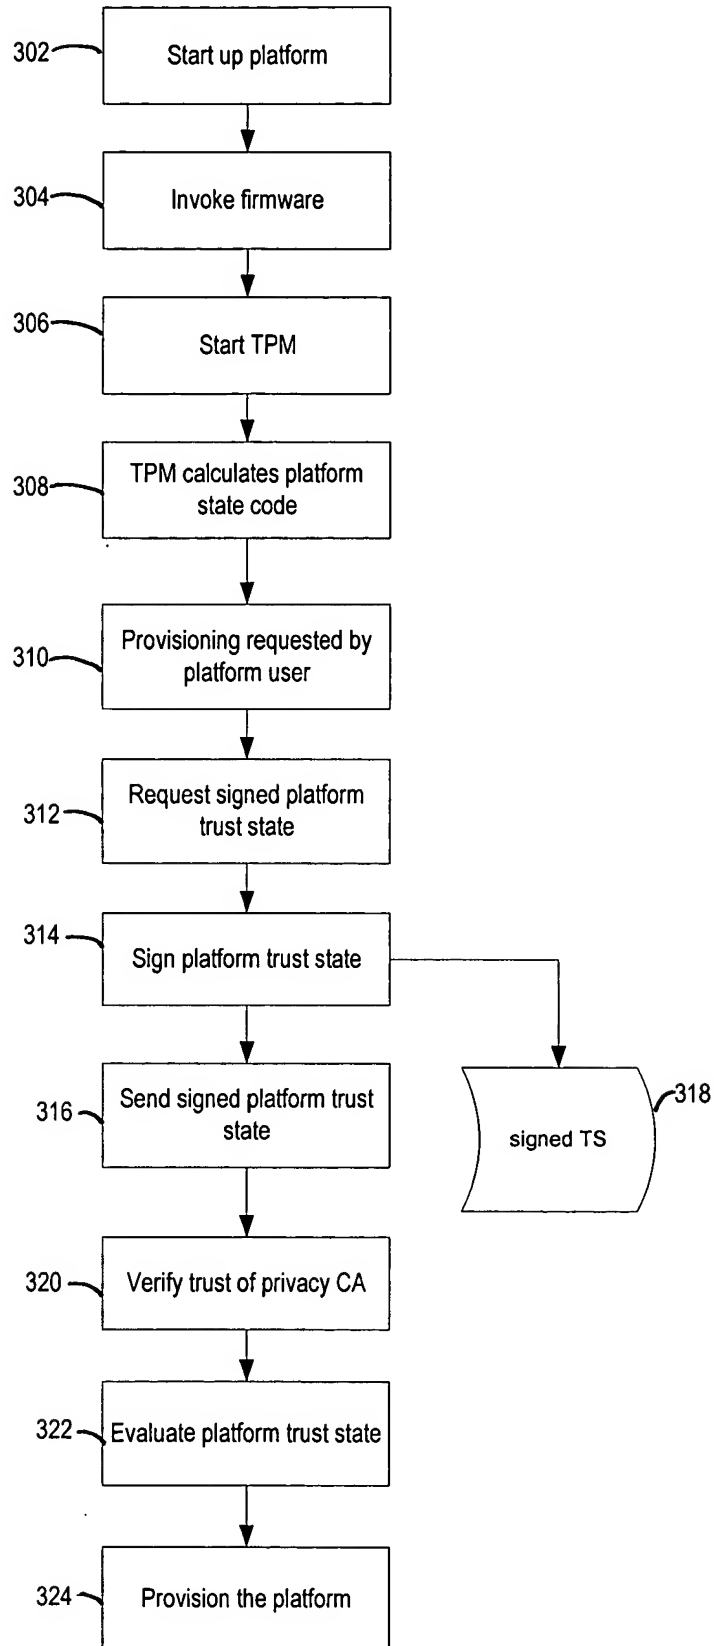 302
Start up platform
304
Invoke firmware
306
Start TPM
308
TPM calculates platform
state code
310
Provisioning requested by
platform user
312
Request signed platform
trust state
314
Sign platform trust state
316
Send signed platform trust
state
318
signed TS
320
Verify trust of privacy CA
322
Evaluate platform trust state
324
Provision the platform